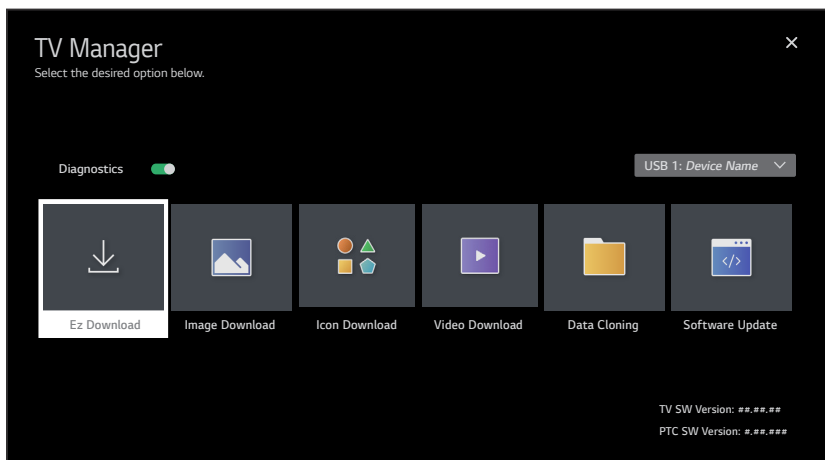 TV Manager
Select the desired option below.
Diagnostics
USB 1: Device Name
Ez Download
Image Download
Icon Download
Video Download
Data Cloning
Software Update
TV SW Version: ##.##.##
PTC SW Version: #.##.###